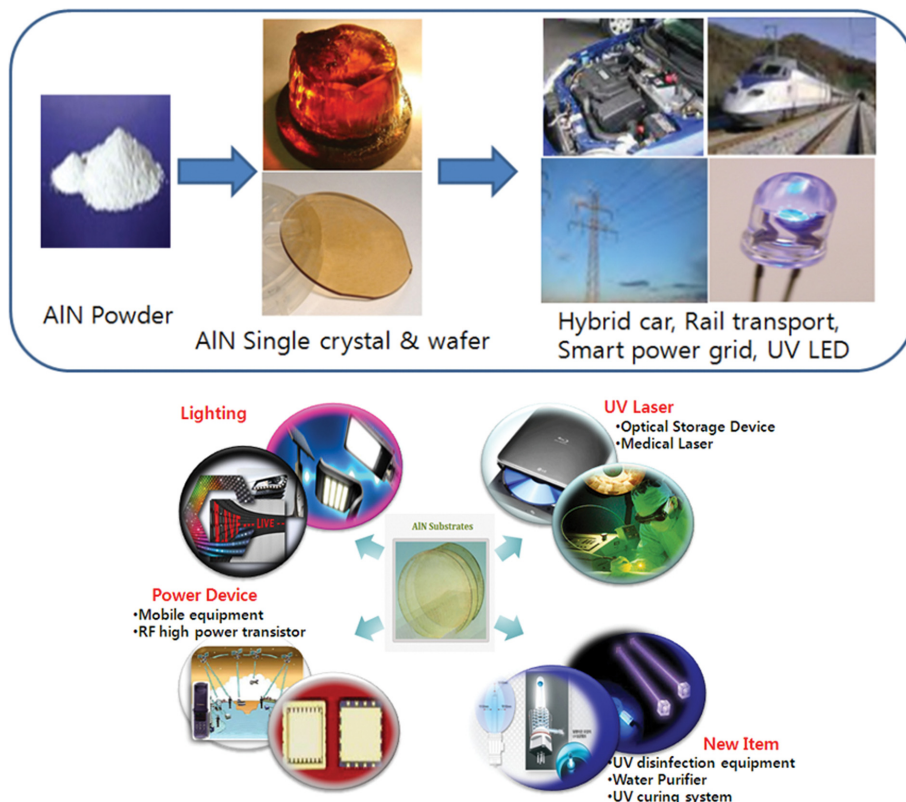 AlN Powder
AlN Single crystal & wafer
Hybrid car, Rail transport,
Smart power grid, UV LED
Lighting
LIVE
UV Laser
•Optical Storage Device
•Medical Laser
AlN Substrates
Power Device
•Mobile equipment
•RF high power transistor
New Item
•UV disinfection equipment
•Water Purifier
•UV curing system